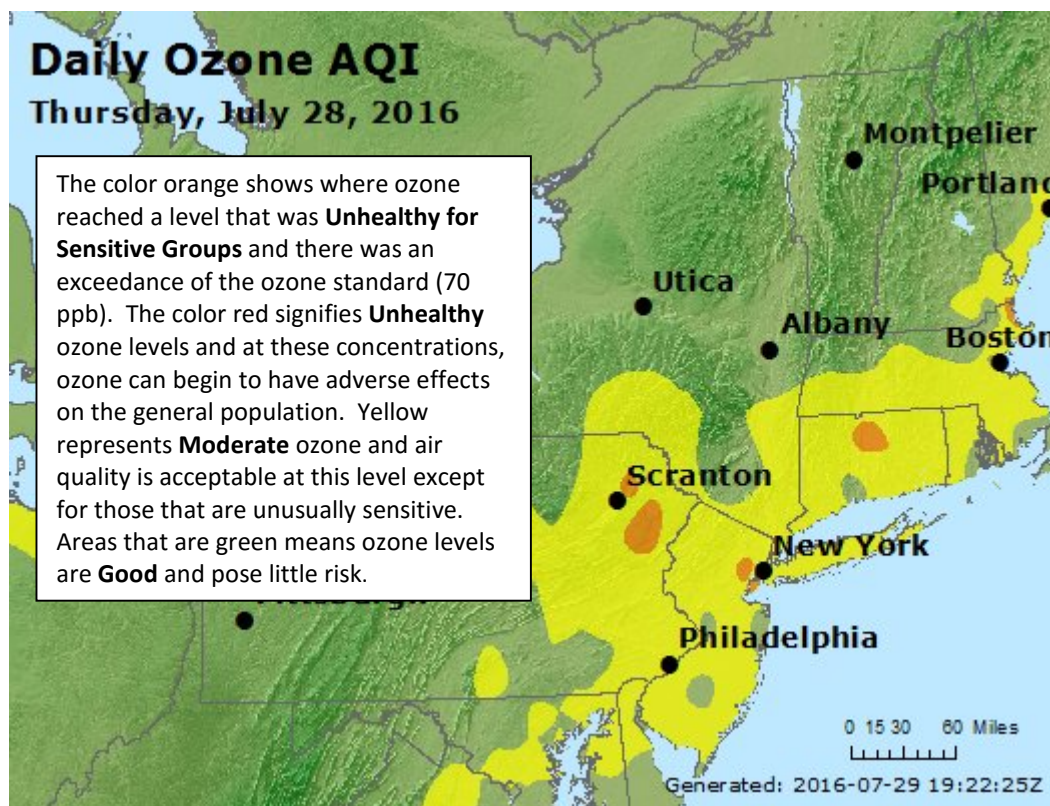 Daily Ozone AQI
Thursday, July 28, 2016
The color orange shows where ozone
reached a level that was Unhealthy for
Sensitive Groups and there was an
exceedance of the ozone standard (70
ppb). The color red signifies Unhealthy
ozone levels and at these concentrations,
ozone can begin to have adverse effects
on the general population. Yellow
represents Moderate ozone and air
quality is acceptable at this level except
for those that are unusually sensitive.
Areas that are green means ozone levels
are Good and pose little risk.
Montpelier
Portland
Utica
Albany
Boston
Scranton
New York
Philadelphia
0 15 30 60 Miles
Generated: 2016-07-29 19:22:25Z